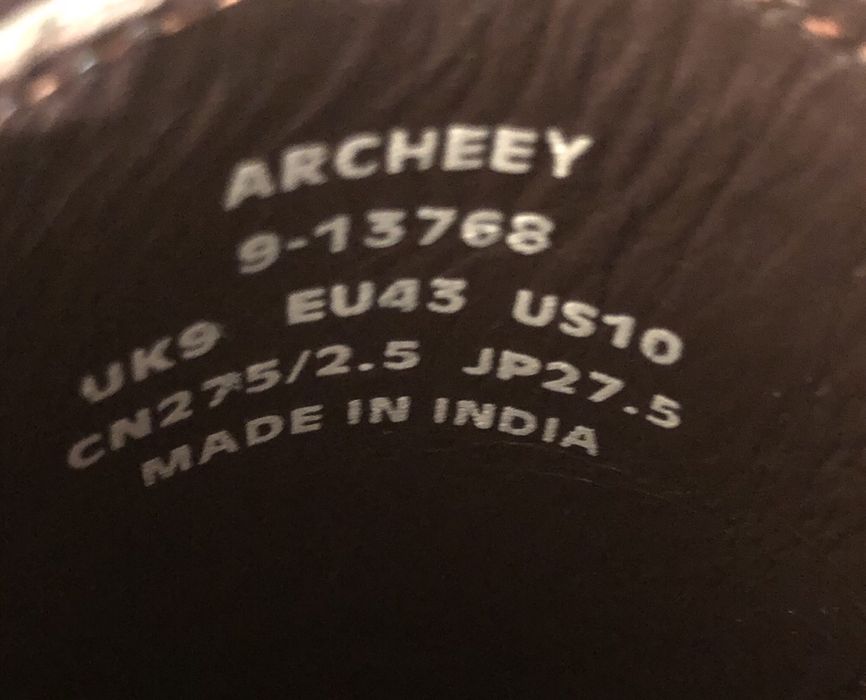 ARCHEEY
9-13768
UK9 EU43 US10
CN275/2.5 JP27.5
MADE IN INDIA